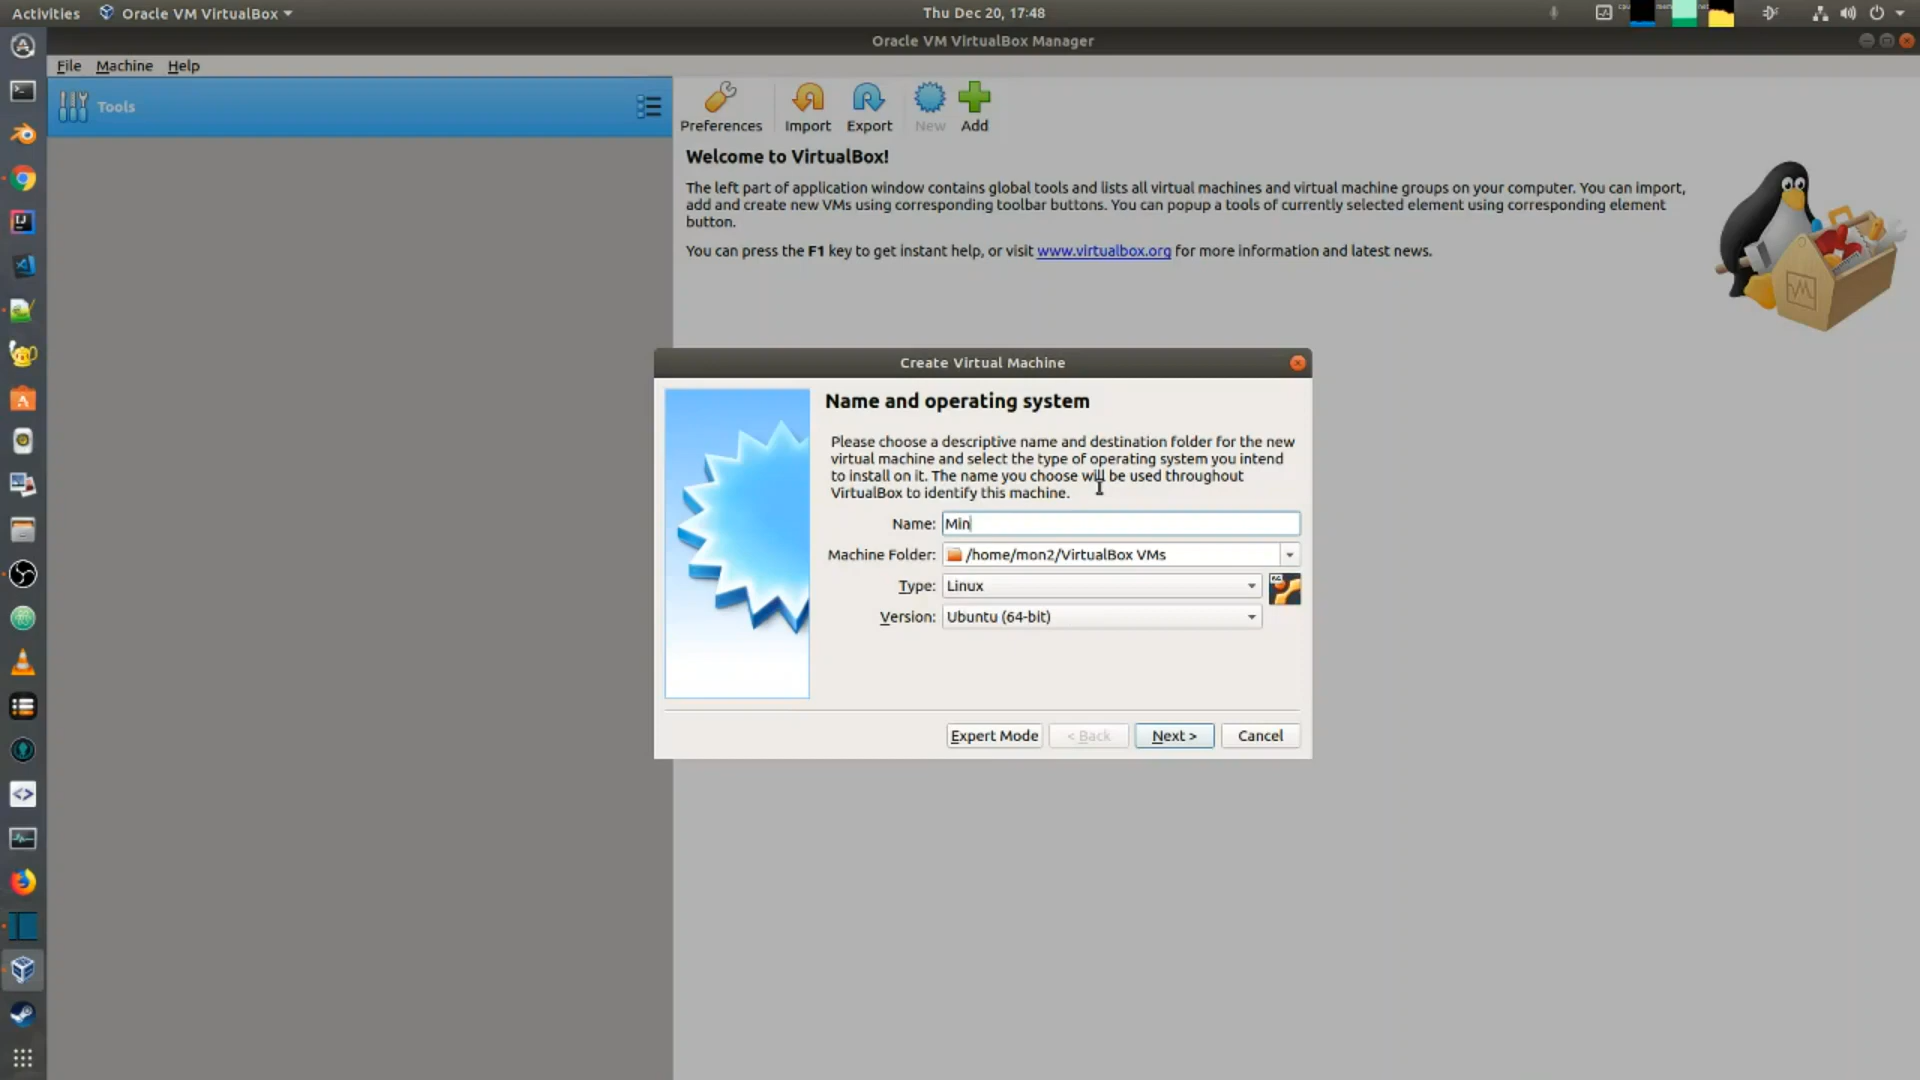 Activities Oracle VM VirtualBox Thu Dec 20, 17:48
Oracle VM VirtualBox Manager
File Machine Help
Tools
Preferences Import Export New Add
Welcome to VirtualBox!
The left part of application window contains global tools and lists all virtual machines and virtual machine groups on your computer. You can import,
add and create new VMs using corresponding toolbar buttons. You can popup a tools of currently selected element using corresponding element
button.
You can press the F1 key to get instant help, or visit www.virtualbox.org for more information and latest news.
Create Virtual Machine
Name and operating system
Please choose a descriptive name and destination folder for the new
virtual machine and select the type of operating system you intend
to install on it. The name you choose will be used throughout
VirtualBox to identify this machine.
Name: Min
Machine Folder: /home/mon2/VirtualBox VMs
Type: Linux
Version: Ubuntu (64-bit)
Expert Mode < Back Next > Cancel